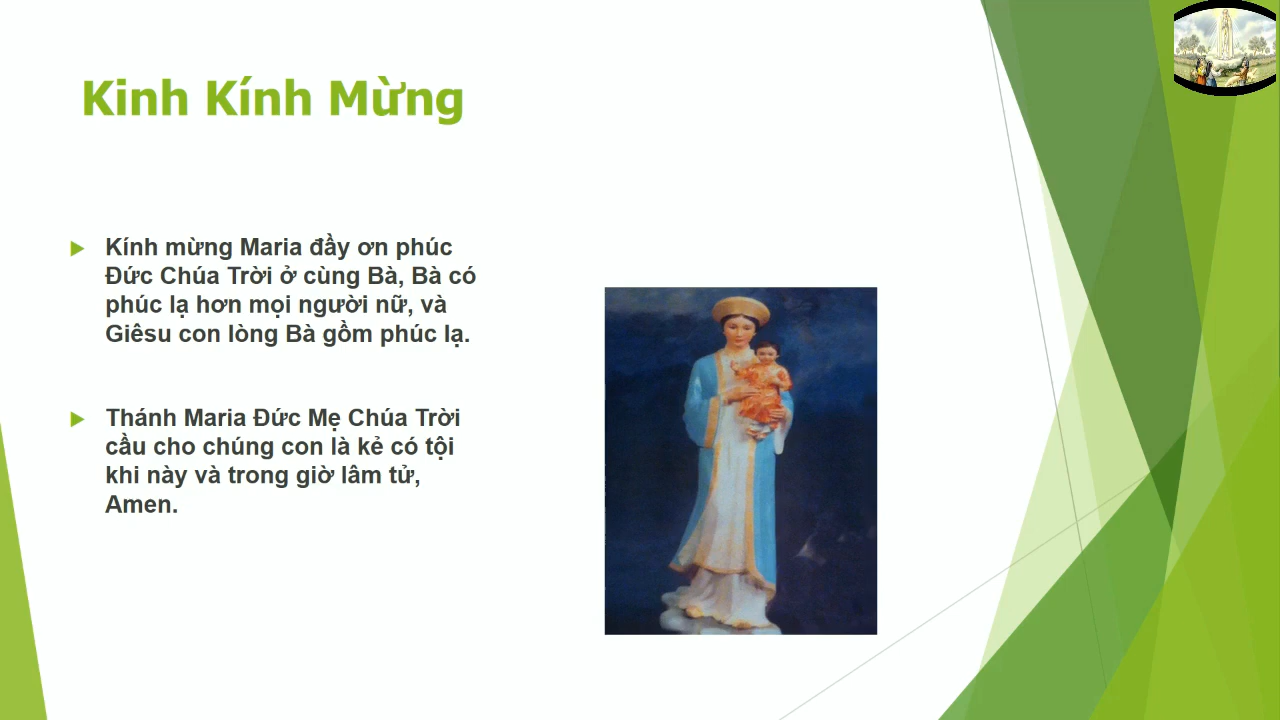 Kinh Kính Mừng
Kính mừng Maria đầy ơn phúc
Đức Chúa Trời ở cùng Bà, Bà có
phúc lạ hơn mọi người nữ, và
Giêsu con lòng Bà gồm phúc lạ.
Thánh Maria Đức Mẹ Chúa Trời
cầu cho chúng con là kẻ có tội
khi này và trong giờ lâm tử,
Amen.